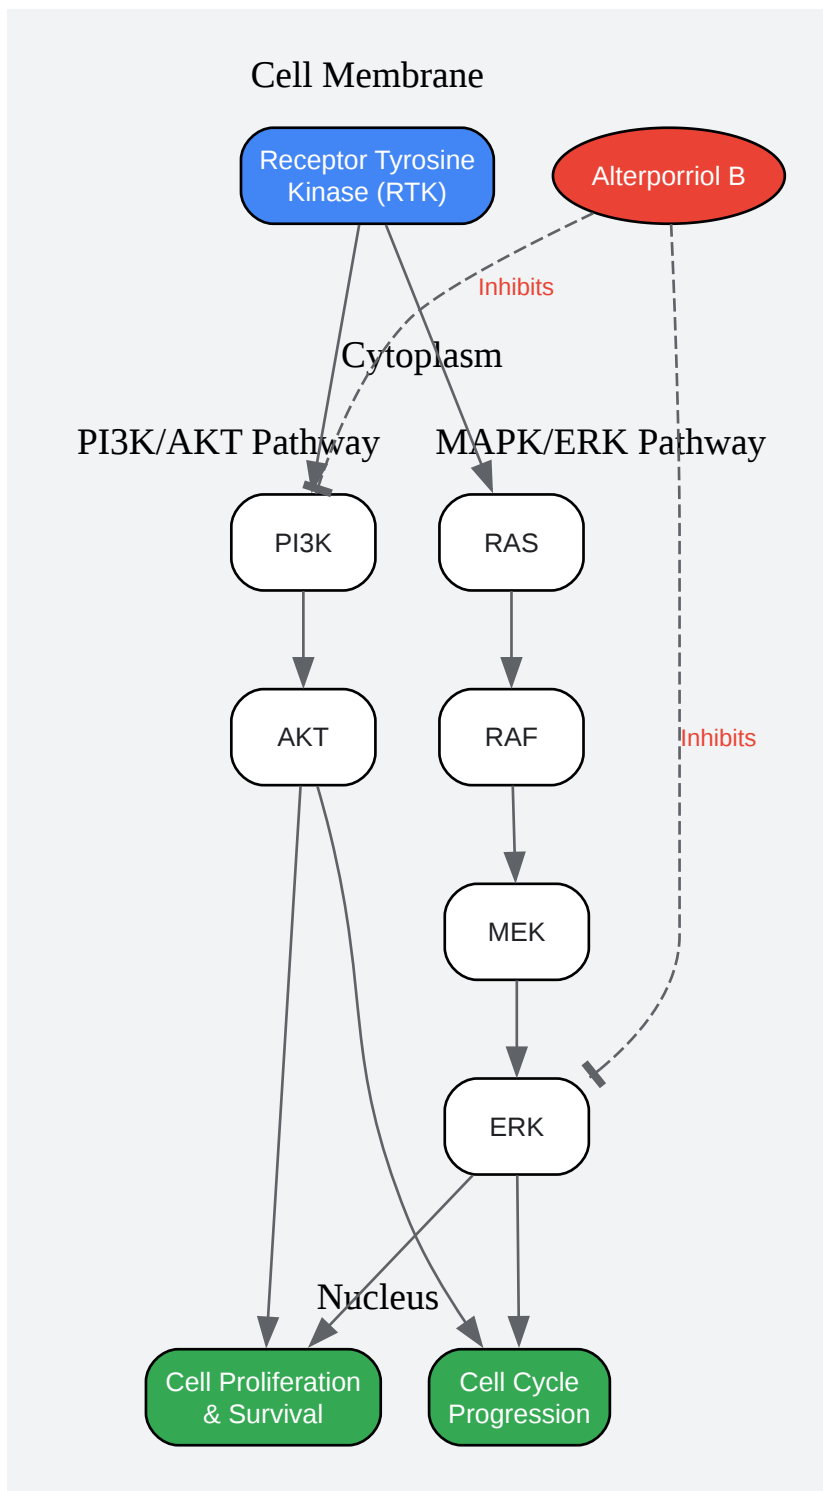 Cell Membrane
Receptor Tyrosine
Kinase (RTK)
Alterporriol B
Inhibits
Cytoplasm
PI3K/AKT Pathway
MAPK/ERK Pathway
PI3K
RAS
AKT
RAF
Inhibits
MEK
ERK
Nucleus
Cell Proliferation
& Survival
Cell Cycle
Progression